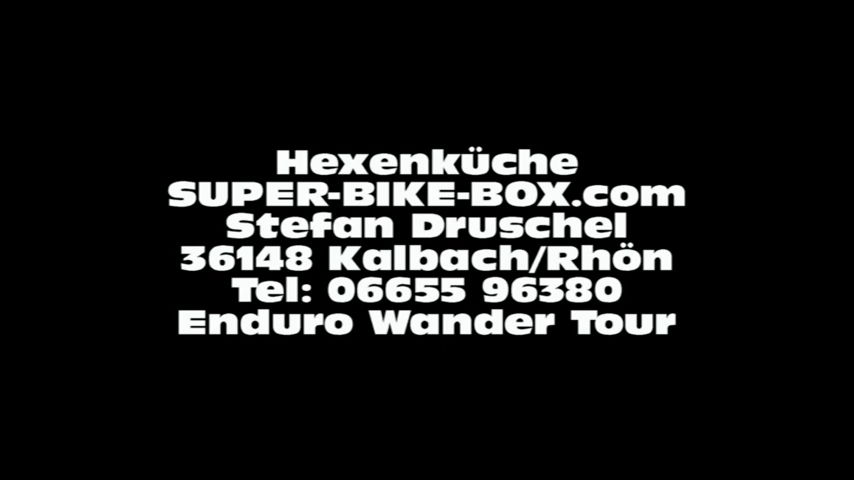 Hexenküche
SUPER-BIKE-BOX.com
Stefan Druschel
36148 Kalbach/Rhön
Tel: 06655 96380
Enduro Wander Tour